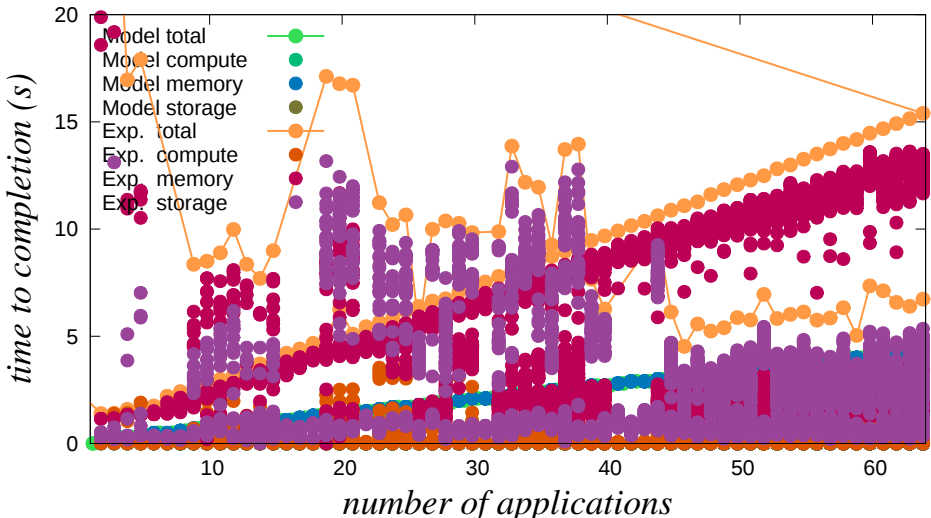 20
15
10
5
0
time to completion (s)
Model total
Model compute
Model memory
Model storage
Exp. total
Exp. compute
Exp. memory
Exp. storage
10 20 30 40 50 60
number of applications